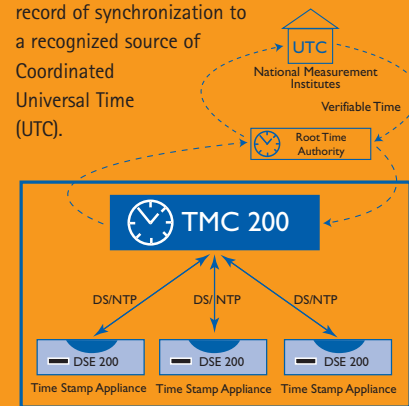 record of synchronization to
a recognized source of
Coordinated
Universal Time
(UTC).
UTC
National Measurement
Institutes
Verifiable Time
Root Time
Authority
TMC 200
DS/NTP DS/NTP DS/NTP
DSE 200 DSE 200 DSE 200
Time Stamp Appliance Time Stamp Appliance Time Stamp Appliance